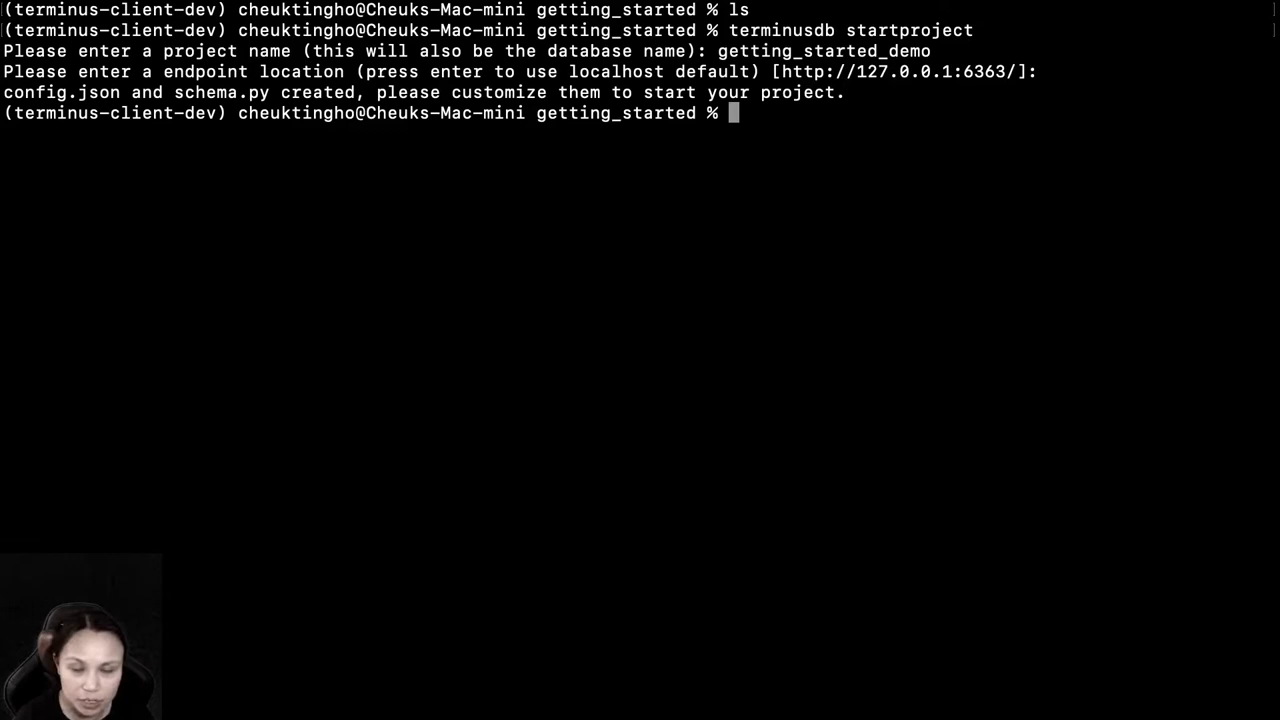 (terminus-client-dev) cheuktingho@Cheuks-Mac-mini getting_started % ls
(terminus-client-dev) cheuktingho@Cheuks-Mac-mini getting_started % terminusdb startproject
Please enter a project name (this will also be the database name): getting_started_demo
Please enter a endpoint location (press enter to use localhost default) [http://127.0.0.1:6363/]:
config.json and schema.py created, please customize them to start your project.
(terminus-client-dev) cheuktingho@Cheuks-Mac-mini getting_started %